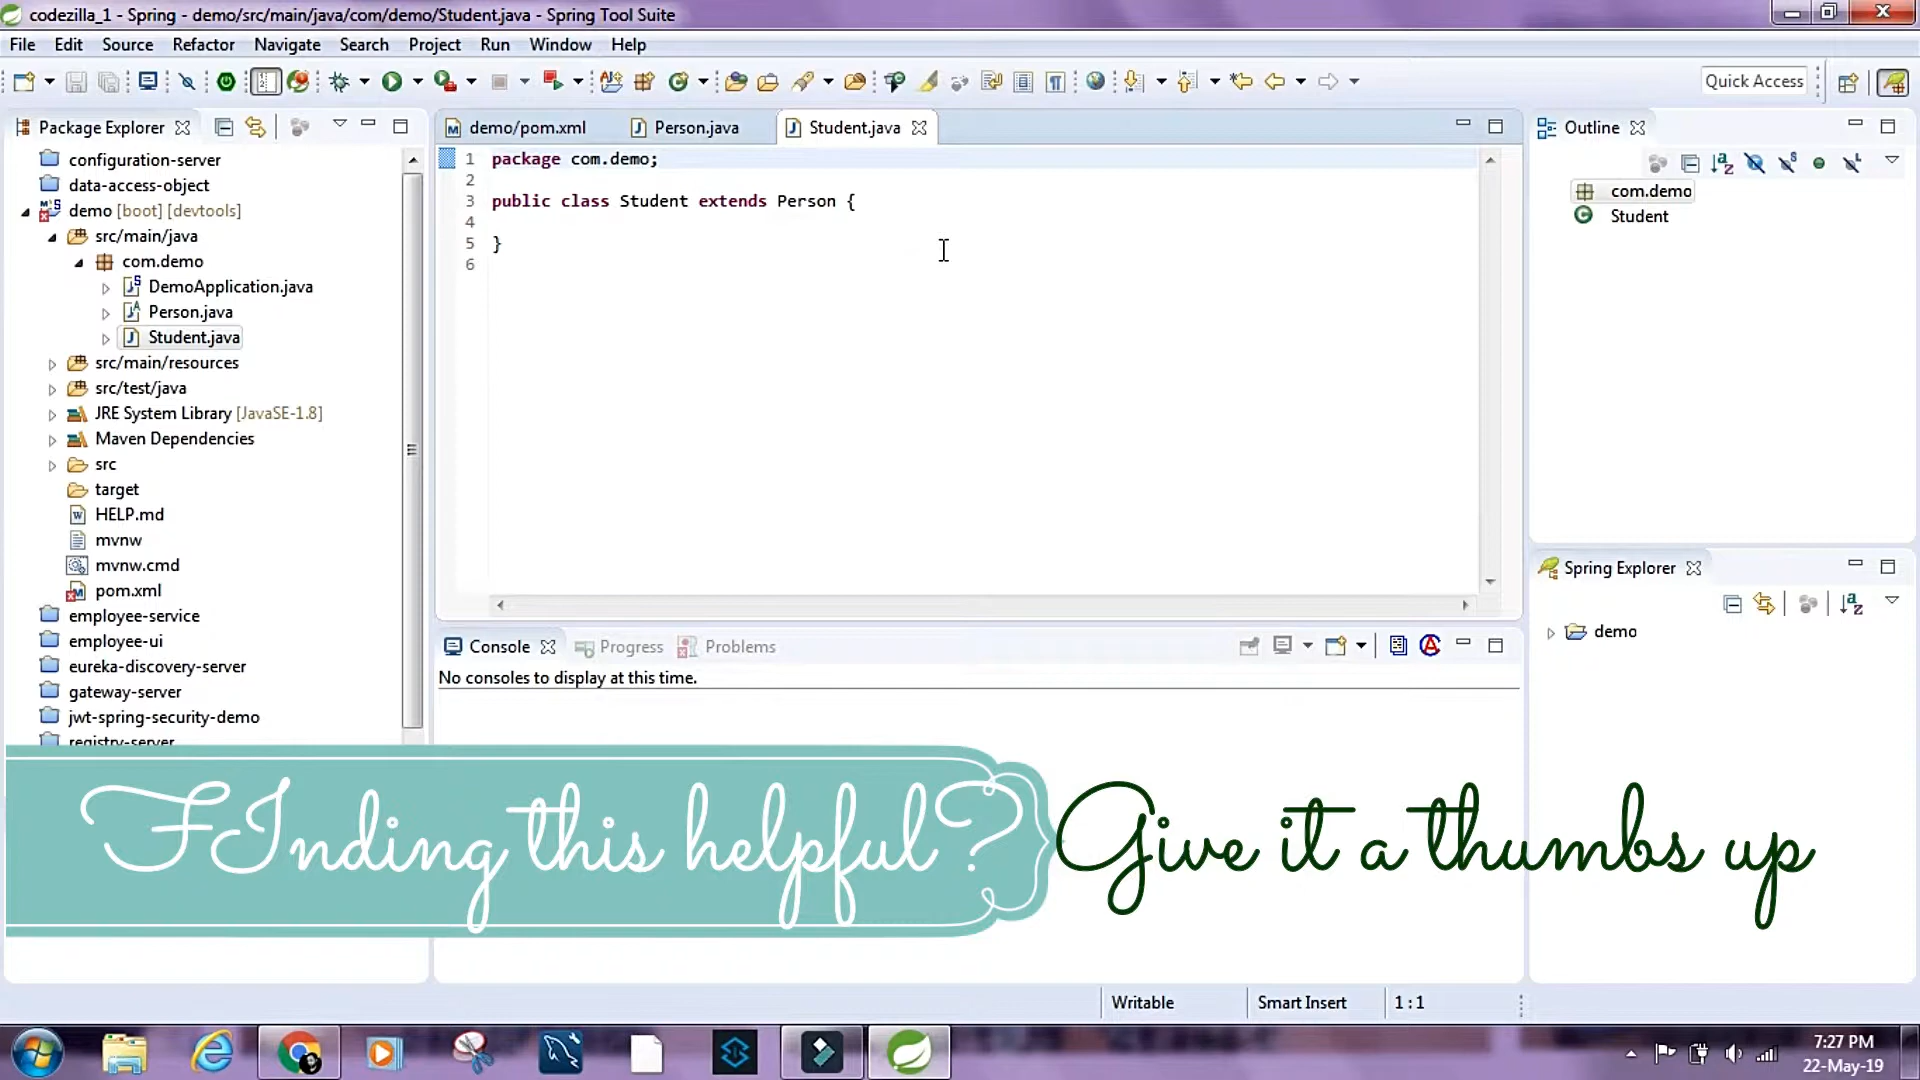 codezilla_1 - Spring - demo/src/main/java/com/demo/Student.java - Spring Tool Suite
File Edit Source Refactor Navigate Search Project Run Window Help
Quick Access
Package Explorer
configuration-server
data-access-object
demo [boot] [devtools]
src/main/java
com.demo
DemoApplication.java
Person.java
Student.java
src/main/resources
src/test/java
JRE System Library [JavaSE-1.8]
Maven Dependencies
src
target
HELP.md
mvnw
mvnw.cmd
pom.xml
employee-service
employee-ui
eureka-discovery-server
gateway-server
jwt-spring-security-demo
registry-server
demo/pom.xml Person.java Student.java
1 package com.demo;
2
3 public class Student extends Person {
4
5 }
6
Outline
com.demo
Student
Spring Explorer
demo
Console Progress Problems
No consoles to display at this time.
FInding this helpful? Give it a thumbs up
Writable Smart Insert 1 : 1
7:27 PM
22-May-19